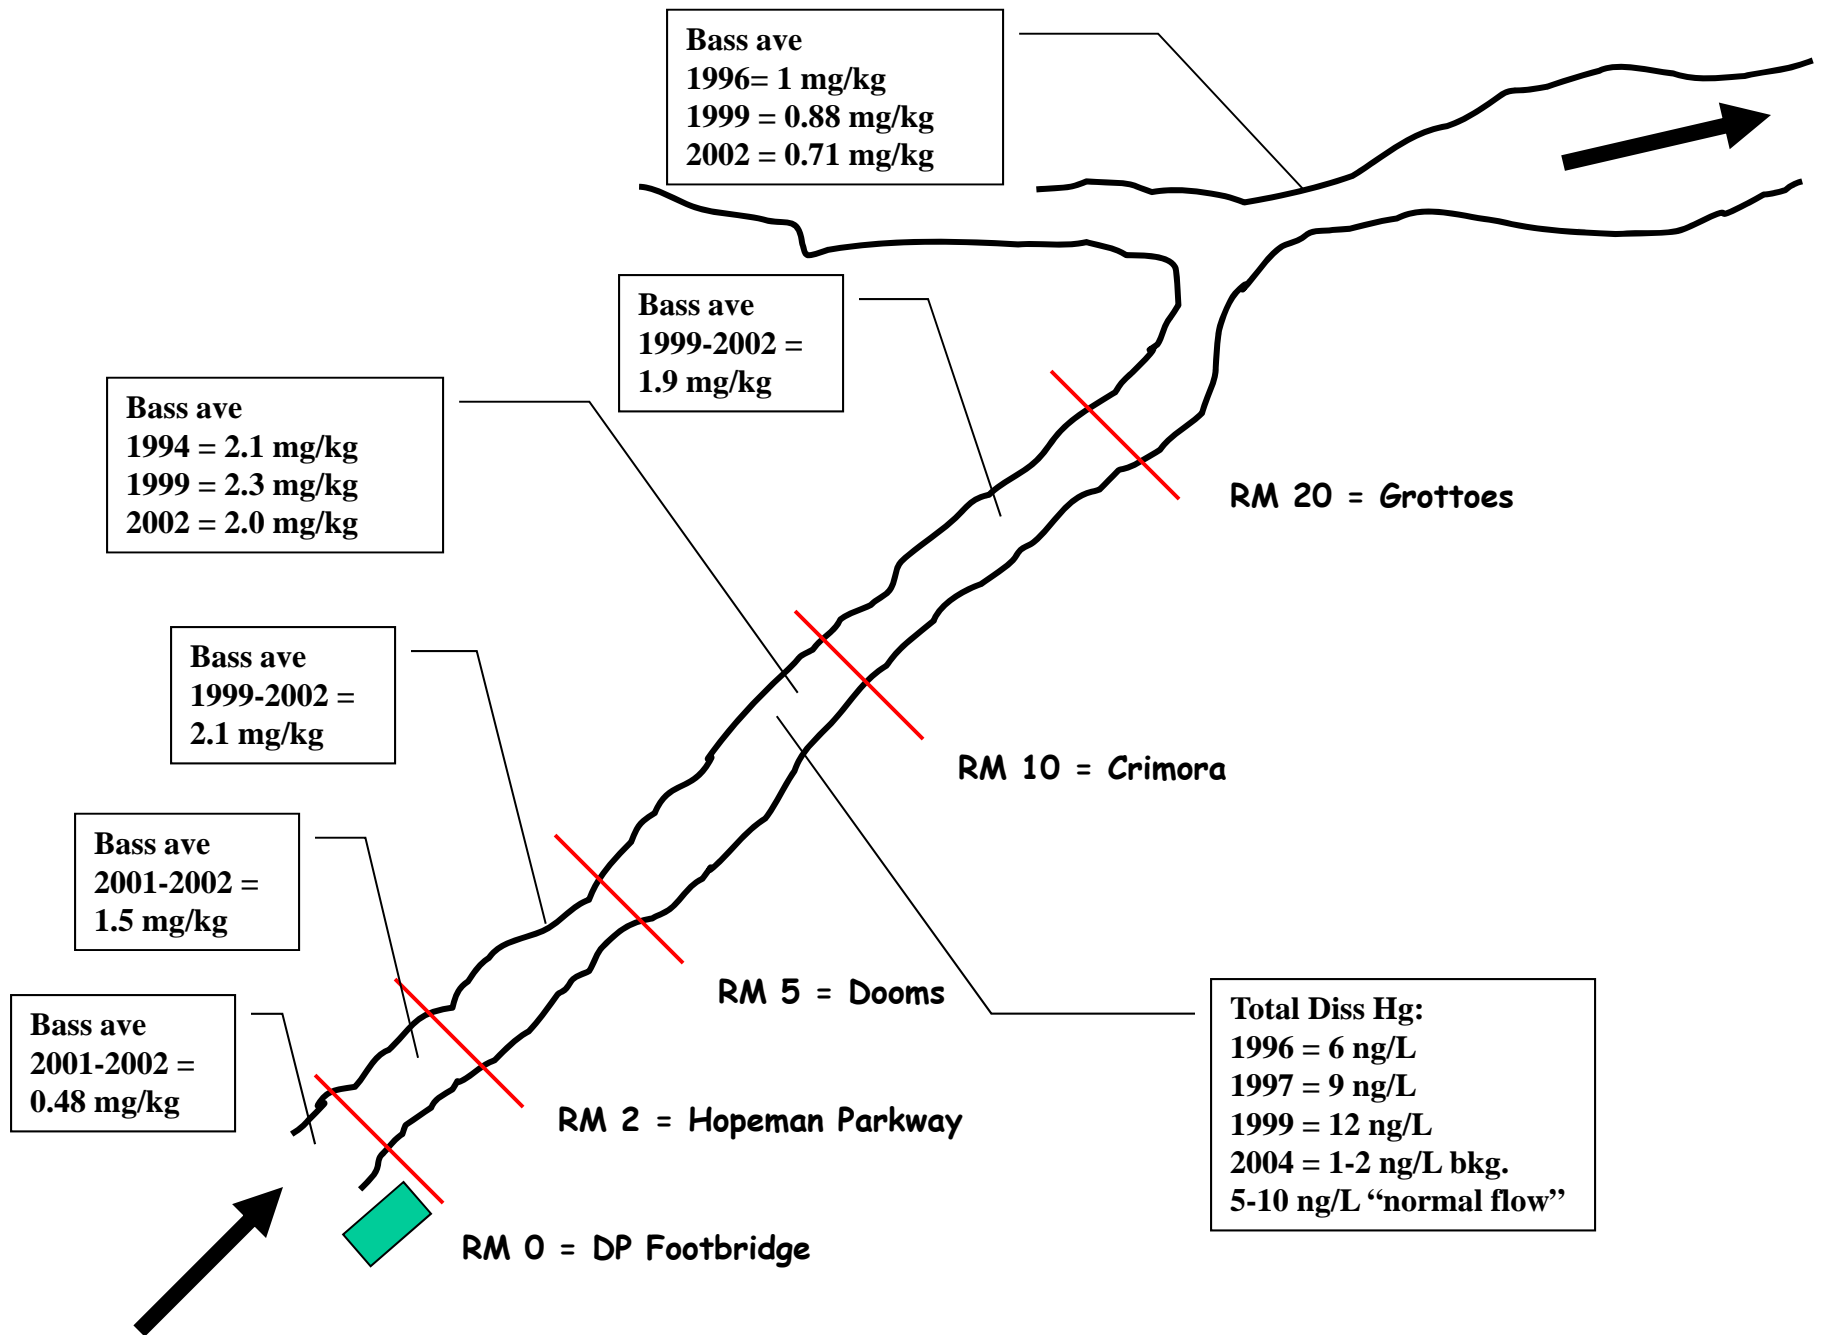 Bass ave
1996= 1 mg/kg
1999 = 0.88 mg/kg
2002 = 0.71 mg/kg
Bass ave
1999-2002 =
1.9 mg/kg
Bass ave
1994 = 2.1 mg/kg
1999 = 2.3 mg/kg
2002 = 2.0 mg/kg
RM 20 = Grottoes
Bass ave
1999-2002 =
2.1 mg/kg
RM 10 = Crimora
Bass ave
2001-2002 =
1.5 mg/kg
RM 5 = Dooms
Bass ave
2001-2002 =
0.48 mg/kg
RM 2 = Hopeman Parkway
Total Diss Hg:
1996 = 6 ng/L
1997 = 9 ng/L
1999 = 12 ng/L
2004 = 1-2 ng/L bkg.
5-10 ng/L “normal flow”
RM 0 = DP Footbridge